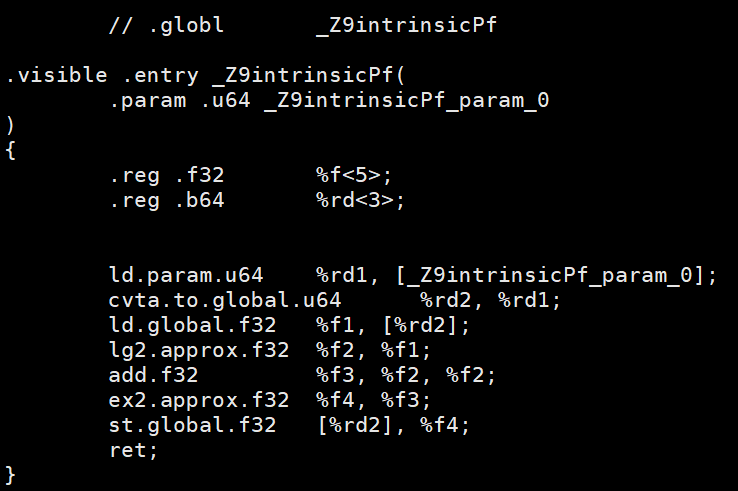 // .globl _Z9intrinsicPf
.visible .entry _Z9intrinsicPf(
.param .u64 _Z9intrinsicPf_param_0
)
{
.reg .f32 %f<5>;
.reg .b64 %rd<3>;
ld.param.u64 %rd1, [_Z9intrinsicPf_param_0];
cvta.to.global.u64 %rd2, %rd1;
ld.global.f32 %f1, [%rd2];
lg2.approx.f32 %f2, %f1;
add.f32 %f3, %f2, %f2;
ex2.approx.f32 %f4, %f3;
st.global.f32 [%rd2], %f4;
ret;
}